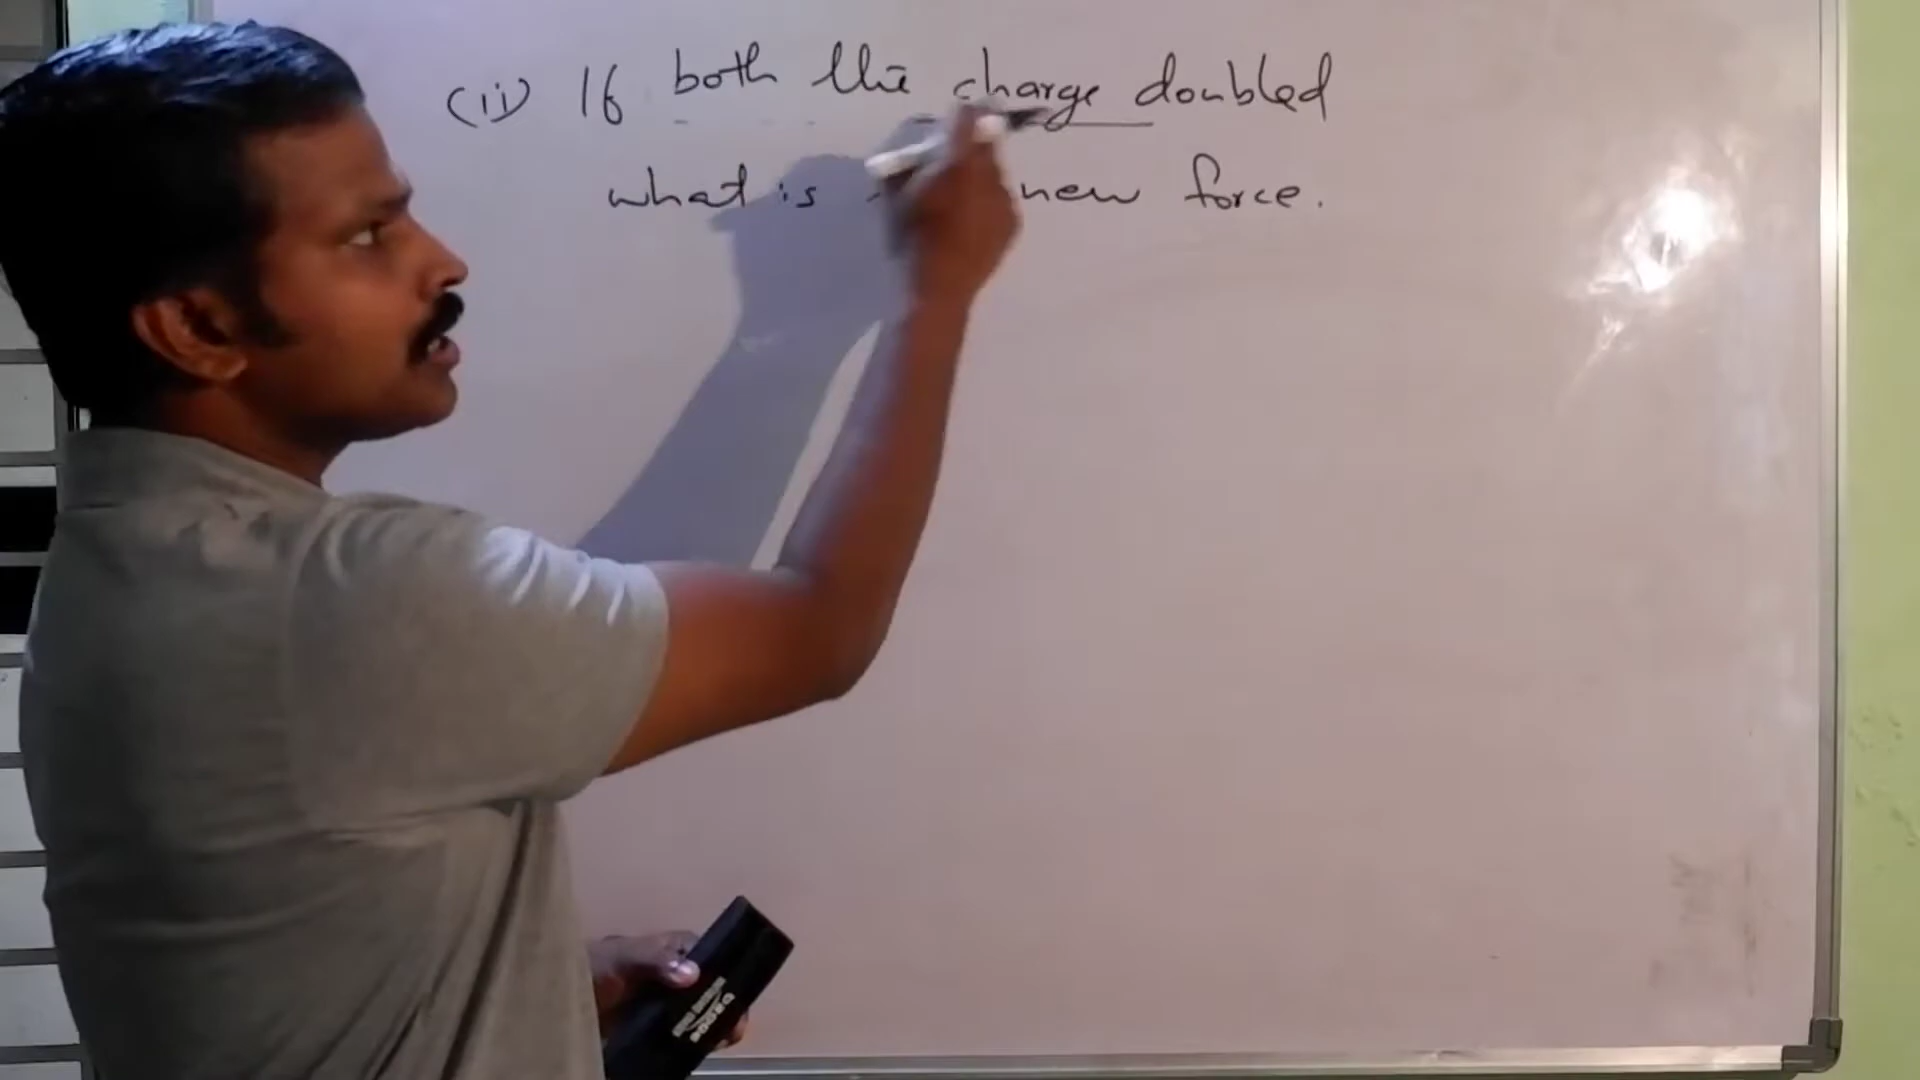 (ii) If both the charge doubled
what is new force.